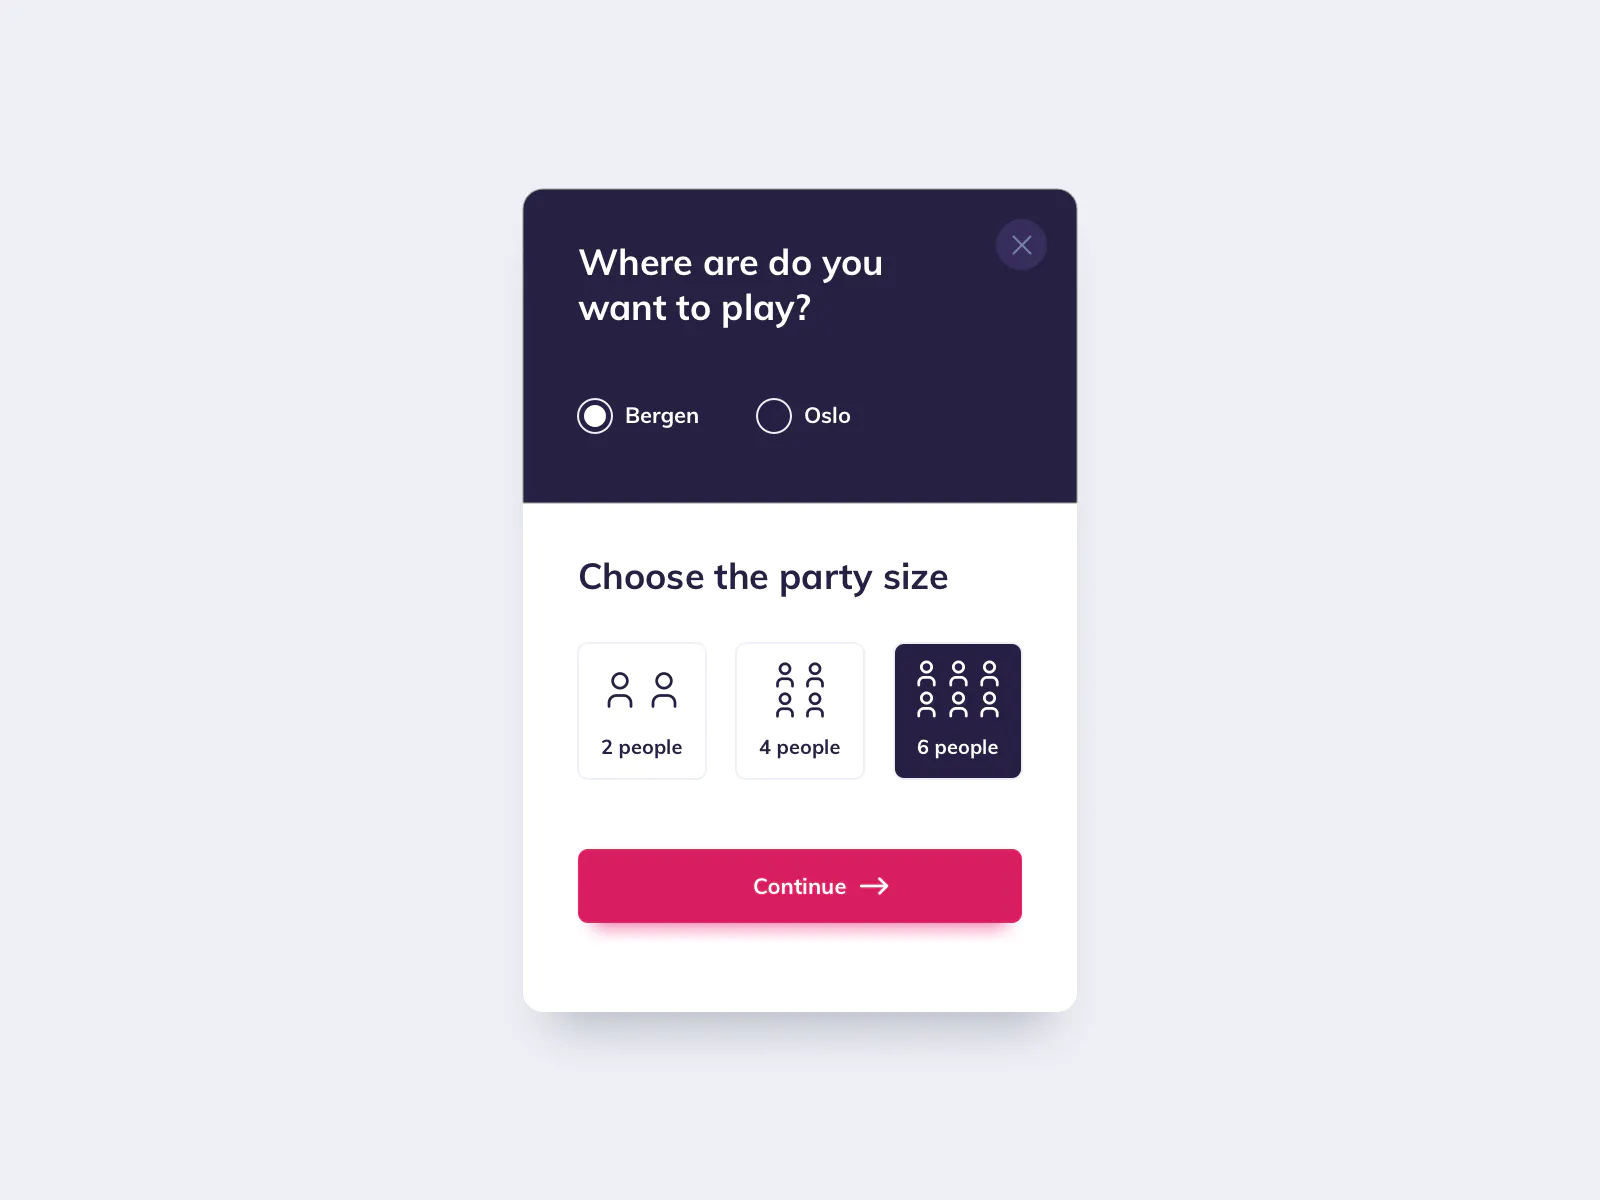 Where are do you
want to play?
Bergen
Oslo
Choose the party size
2 people
4 people
6 people
Continue